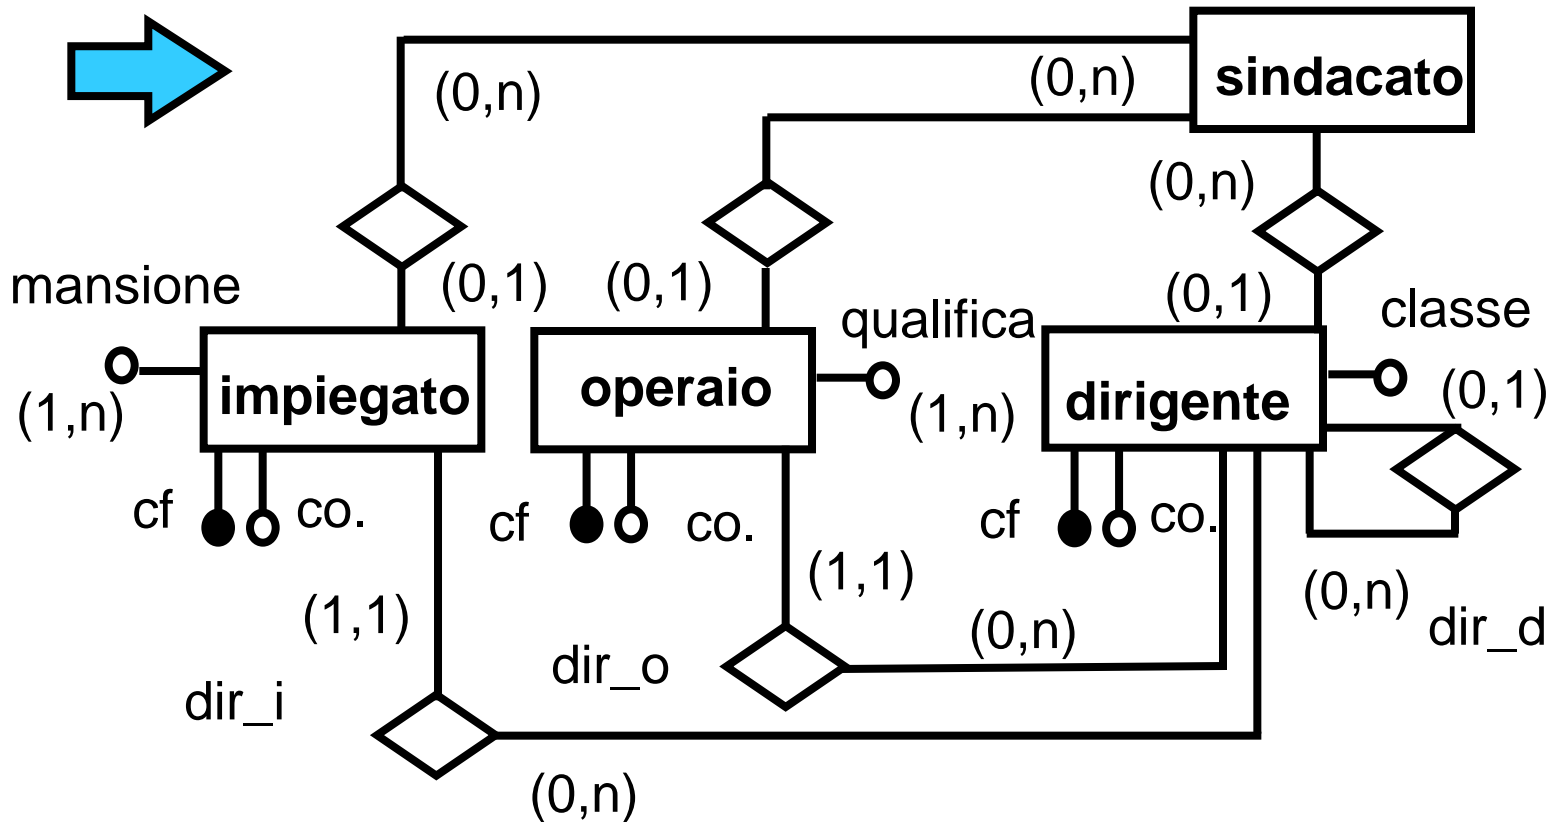 sindacato
(0,n)
(0,n)
(0,n)
mansione
(0,1)
(0,1)
(0,1)
qualifica
classe
(1,n)
impiegato
operaio
(1,n)
dirigente
(0,1)
cf
co.
cf
co.
cf
co.
(1,1)
(1,1)
(0,n)
(0,n)
dir_d
dir_o
dir_i
(0,n)